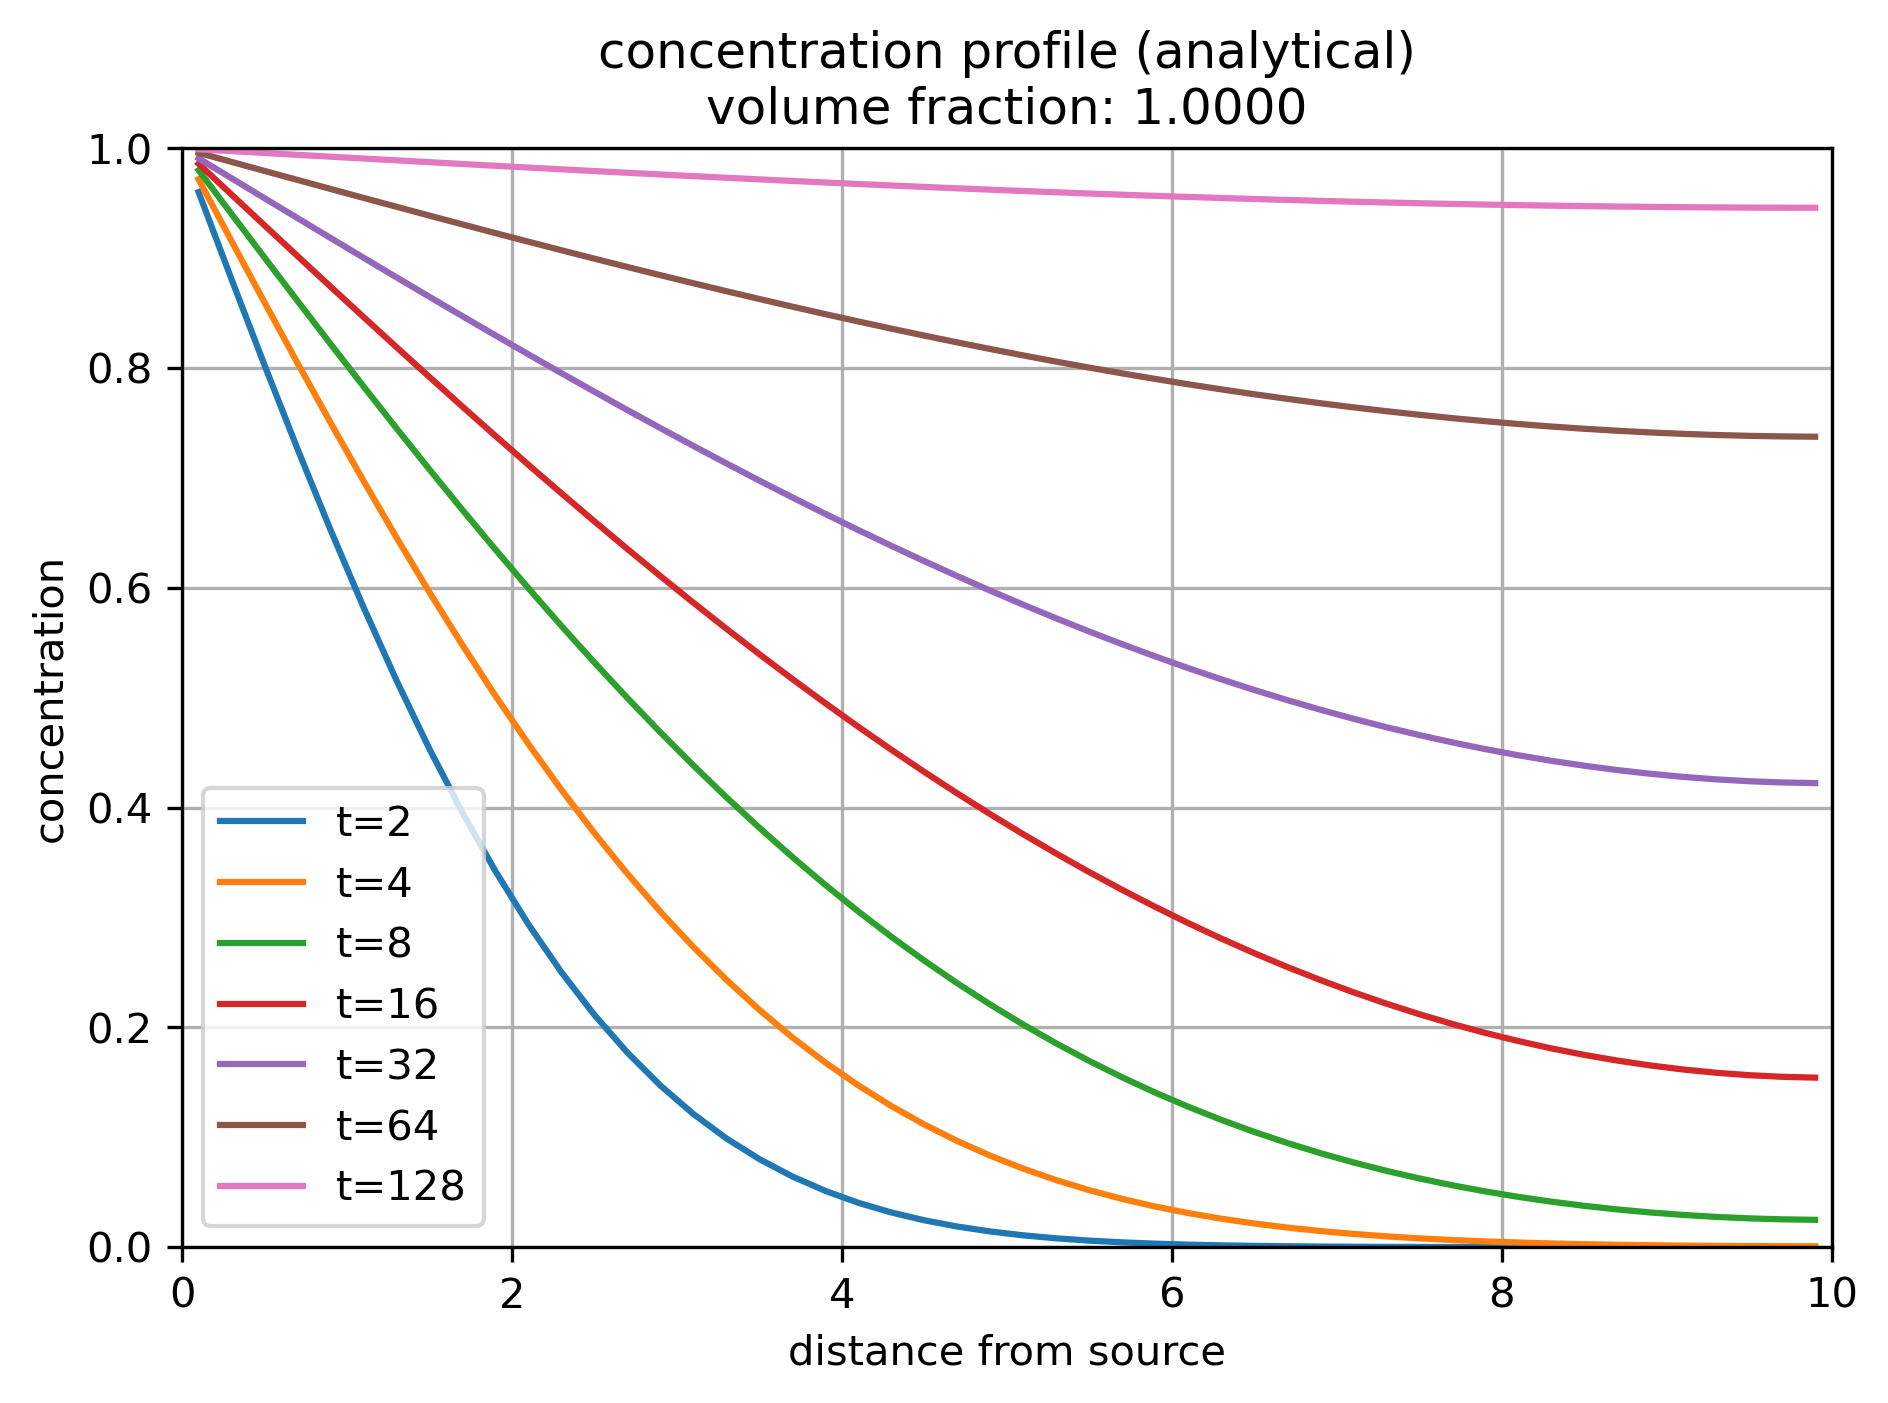 concentration profile (analytical)
volume fraction: 1.0000
1.0
0.8
0.6
0.4
0.2
0.0
concentration
t=2
t=4
t=8
t=16
t=32
t=64
t=128
0 2 4 6 8 10
distance from source